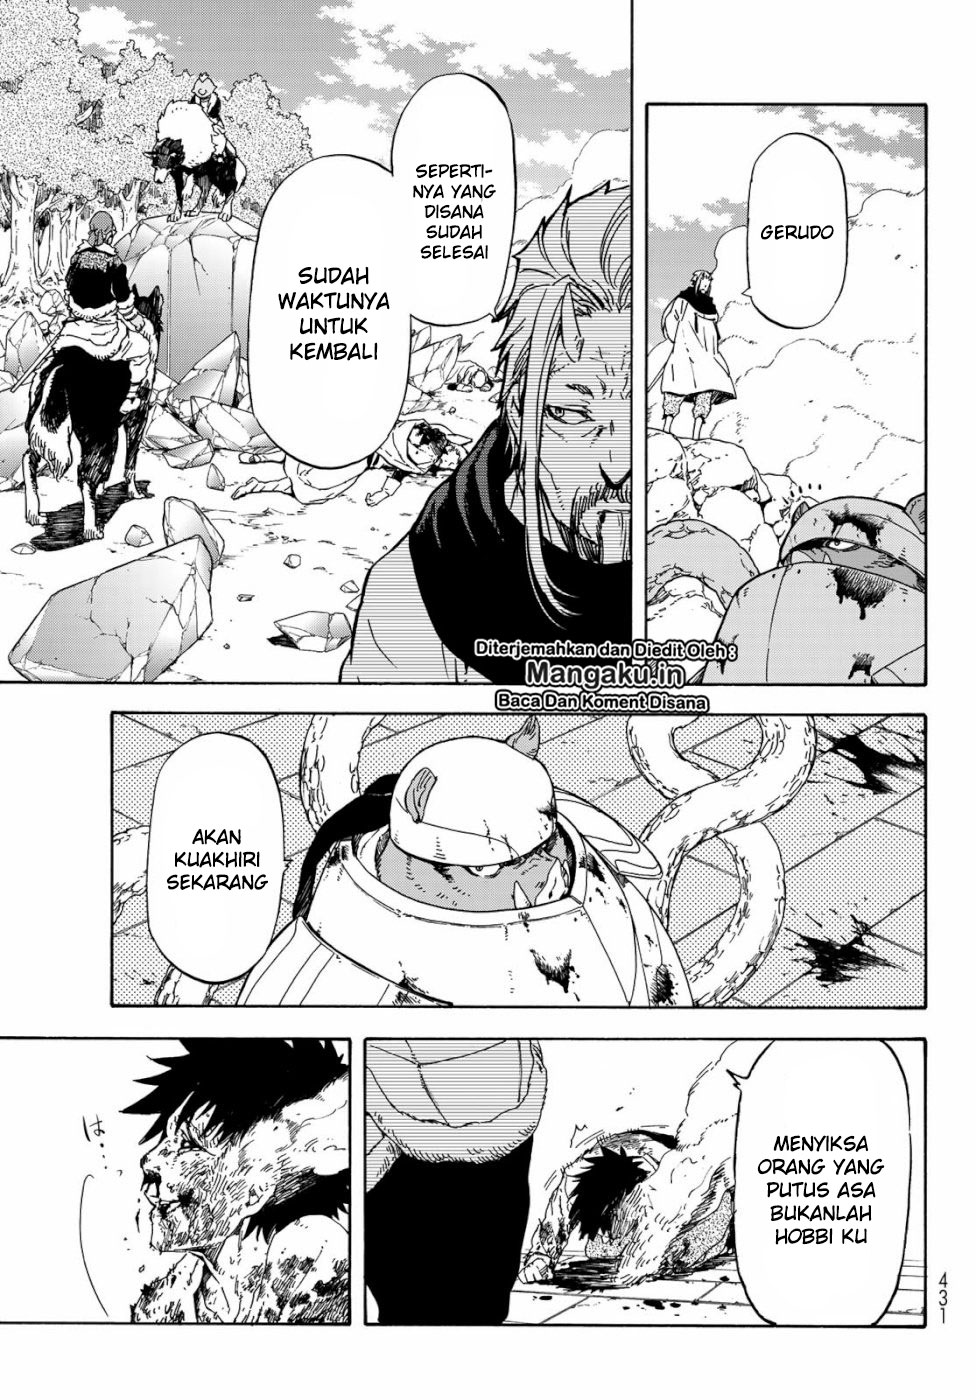 GERUDO
SEPERTI-
NYA YANG
DISANA
SUDAH
SELESAI
SUDAH
WAKTUNYA
UNTUK
KEMBALI
Diterjemahkan dan Diedit Oleh :
Mangaku.in
Baca Dan Koment Disana
AKAN
KUAKHIRI
SEKARANG
MENYIKSA
ORANG YANG
PUTUS ASA
BUKANLAH
HOBBI KU
は…
431